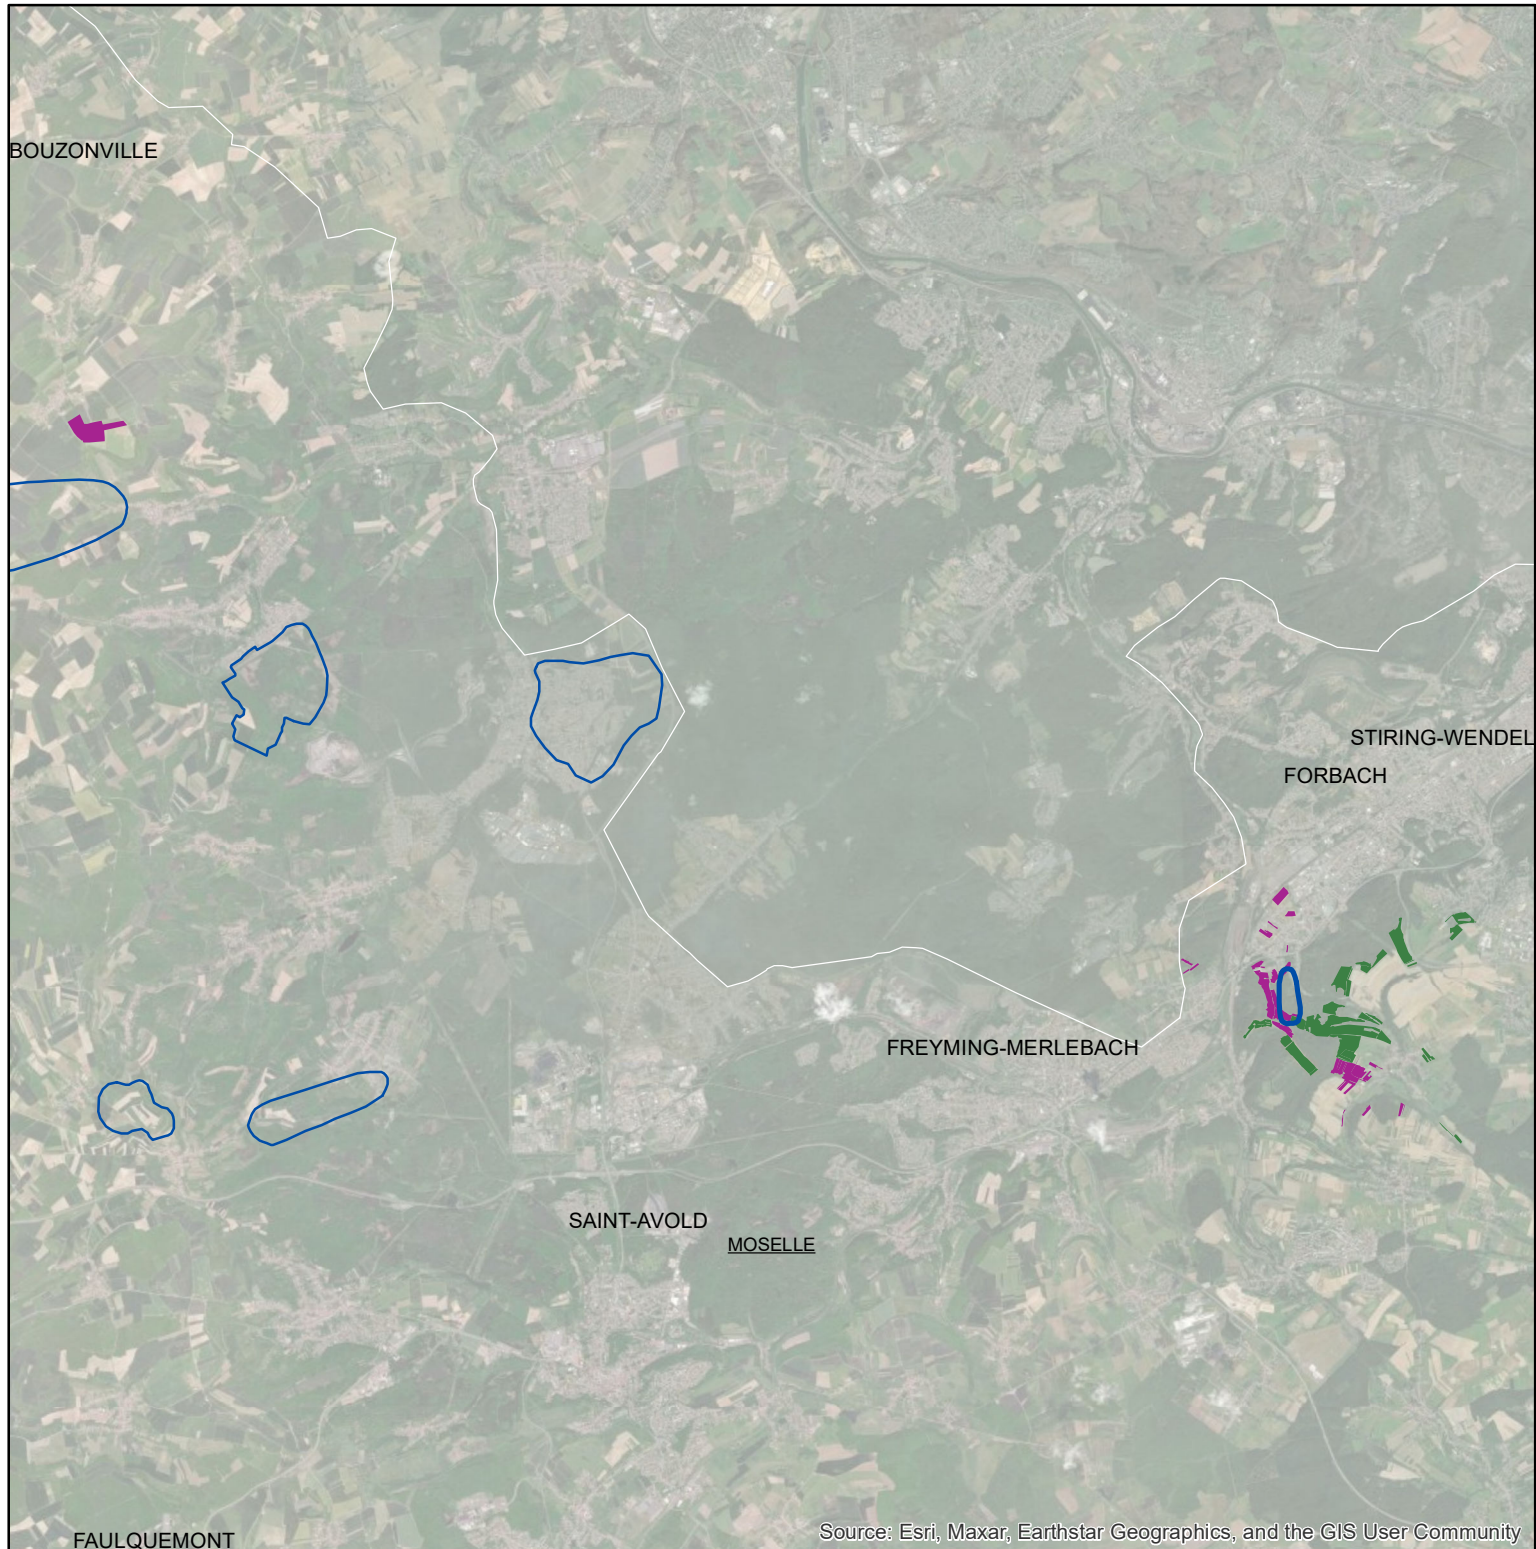 BOUZONVILLE
STIRING-WENDEL
FORBACH
FREYMING-MERLEBACH
SAINT-AVOLD
MOSELLE
Source: Esri, Maxar, Earthstar Geographics, and the GIS User Community
FAULQUEMONT